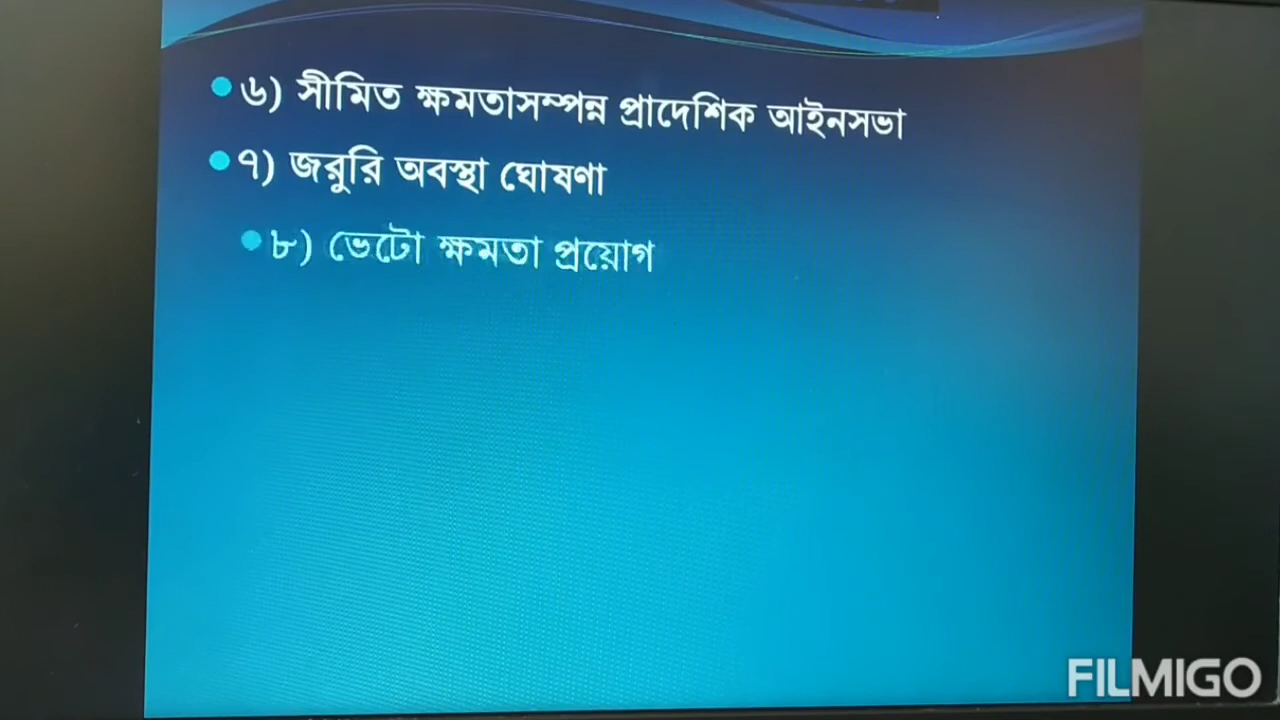 ৬) সীমিত ক্ষমতাসম্পন্ন প্রাদেশিক আইনসভা
৭) জরুরি অবস্থা ঘোষণা
৮) ভেটো ক্ষমতা প্রয়োগ
FILMIGO